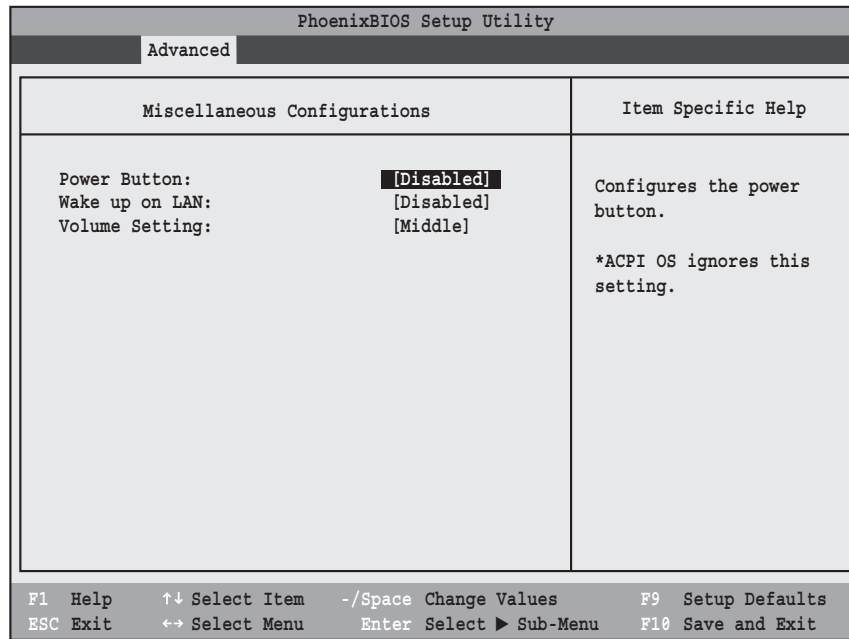 PhoenixBIOS Setup Utility
Advanced
Miscellaneous Configurations
Item Specific Help
Power Button: [Disabled]
Wake up on LAN: [Disabled]
Volume Setting: [Middle]
Configures the power
button.
*ACPI OS ignores this
setting.
F1 Help ↑↓ Select Item -/Space Change Values F9 Setup Defaults
ESC Exit ←→ Select Menu Enter Select ▶ Sub-Menu F10 Save and Exit